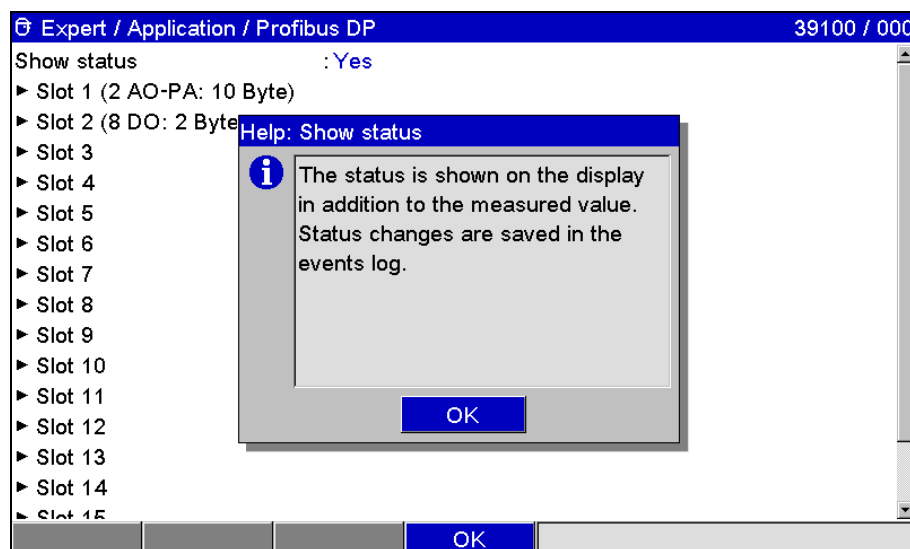 Expert / Application / Profibus DP 39100 / 000
Show status : Yes
Slot 1 (2 AO-PA: 10 Byte)
Slot 2 (8 DO: 2 Byte
Slot 3
Slot 4
Slot 5
Slot 6
Slot 7
Slot 8
Slot 9
Slot 10
Slot 11
Slot 12
Slot 13
Slot 14
Slot 15
Help: Show status
The status is shown on the display
in addition to the measured value.
Status changes are saved in the
events log.
OK
OK